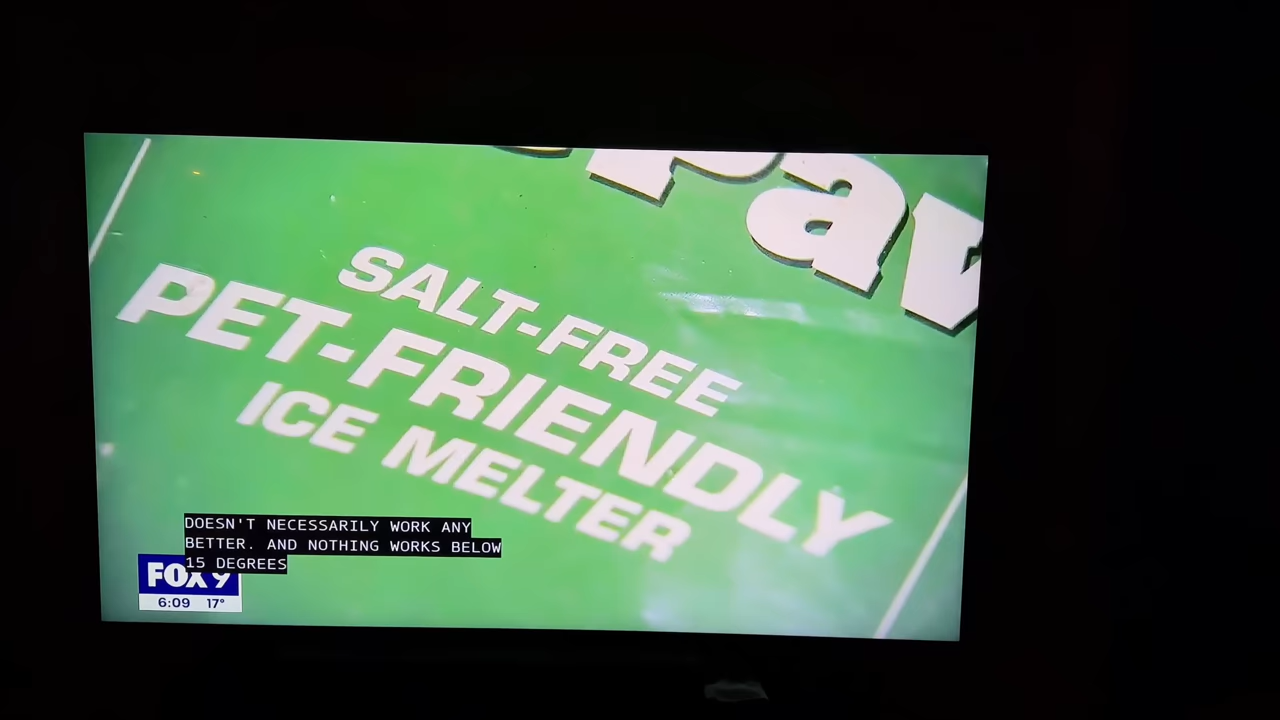 paw
SALT-FREE
PET-FRIENDLY
ICE MELTER
DOESN'T NECESSARILY WORK ANY
BETTER. AND NOTHING WORKS BELOW
15 DEGREES
FOX 9
6:09 17°